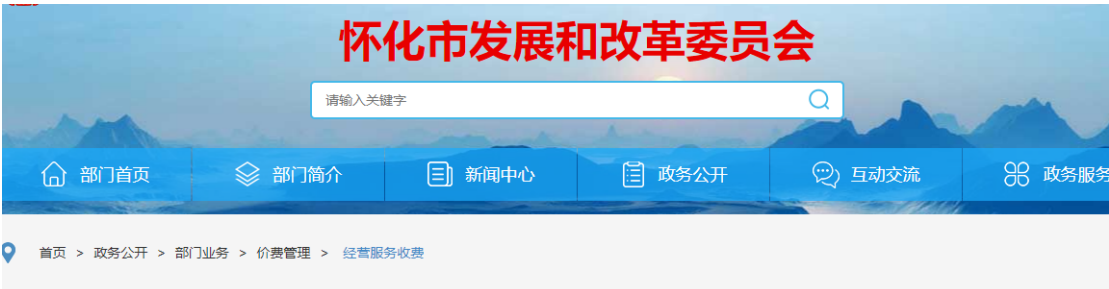 怀化市发展和改革委员会
请输入关键字
部门首页 部门简介 新闻中心 政务公开 互动交流 政务服务
首页 > 政务公开 > 部门业务 > 价费管理 > 经营服务收费